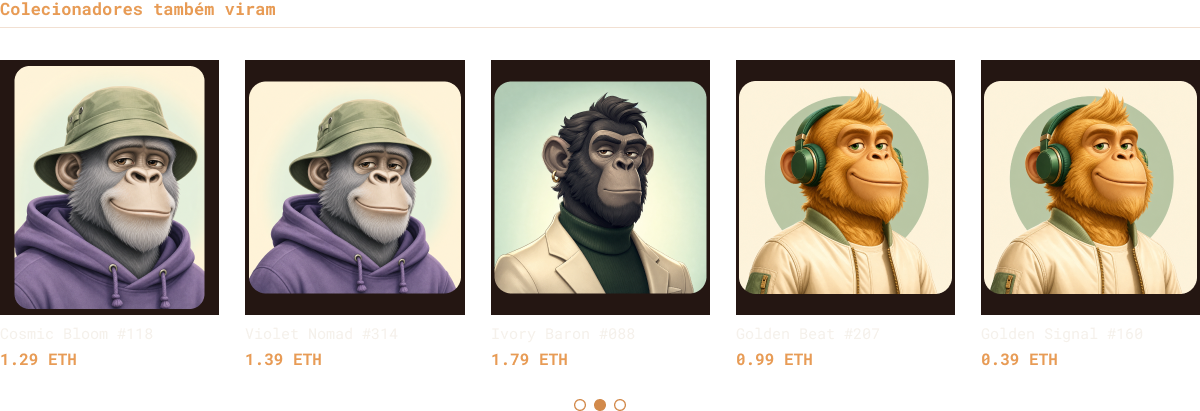 Colecionadores também viram
Cosmic Bloom #118
Violet Nomad #314
Ivory Baron #088
Golden Beat #207
Golden Signal #160
1.29 ETH
1.39 ETH
1.79 ETH
0.99 ETH
0.39 ETH